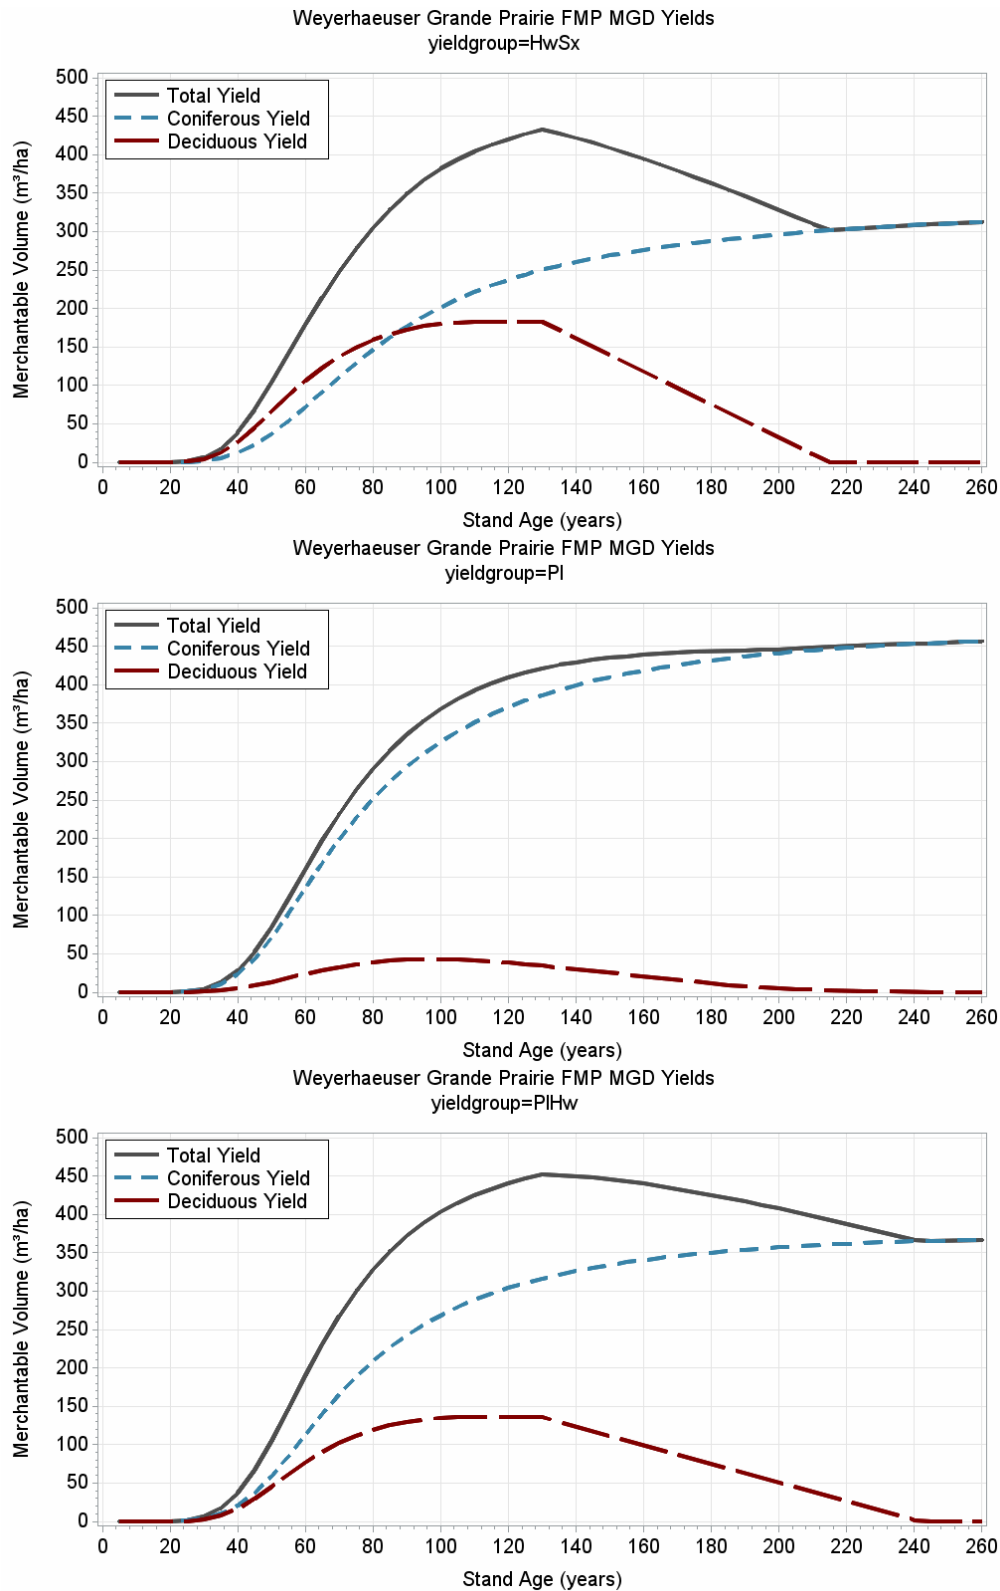 Weyerhaeuser Grande Prairie FMP MGD Yields
yieldgroup=HwSx
500
450
400
350
300
250
200
150
100
50
0
Merchantable Volume (m³/ha)
Total Yield
Coniferous Yield
Deciduous Yield
0 20 40 60 80 100 120 140 160 180 200 220 240 260
Stand Age (years)
Weyerhaeuser Grande Prairie FMP MGD Yields
yieldgroup=Pl
500
450
400
350
300
250
200
150
100
50
0
Merchantable Volume (m³/ha)
Total Yield
Coniferous Yield
Deciduous Yield
0 20 40 60 80 100 120 140 160 180 200 220 240 260
Stand Age (years)
Weyerhaeuser Grande Prairie FMP MGD Yields
yieldgroup=PlHw
500
450
400
350
300
250
200
150
100
50
0
Merchantable Volume (m³/ha)
Total Yield
Coniferous Yield
Deciduous Yield
0 20 40 60 80 100 120 140 160 180 200 220 240 260
Stand Age (years)